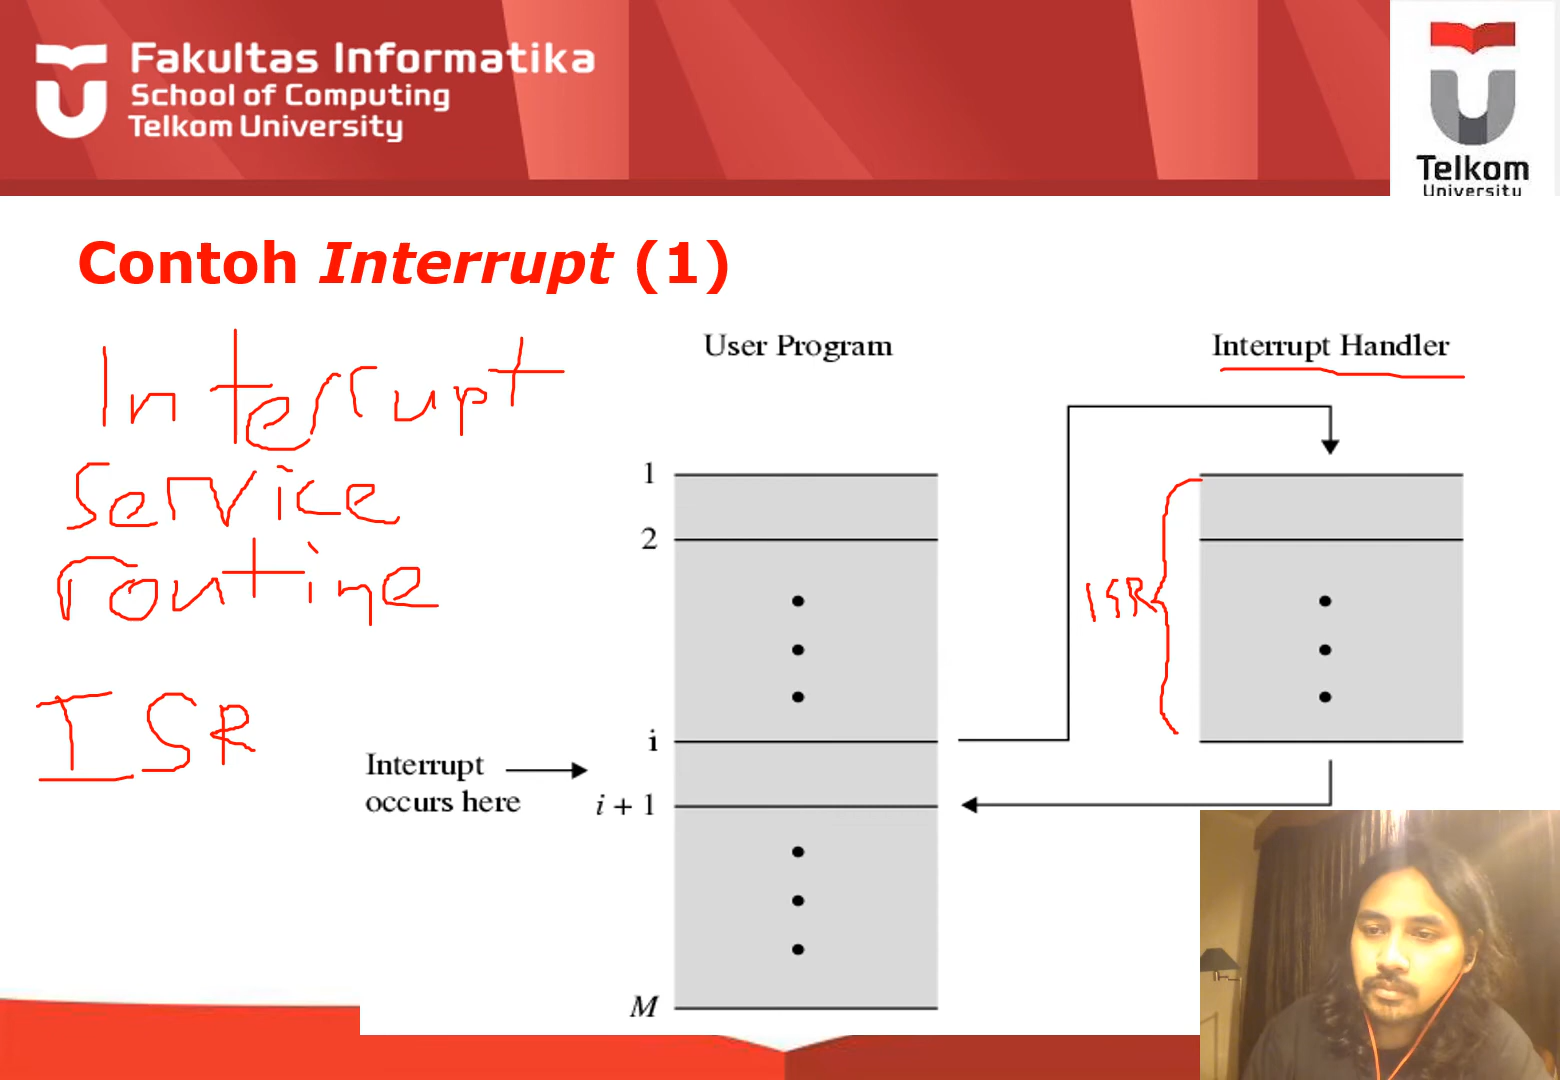 Fakultas Informatika
School of Computing
Telkom University
Telkom
University
Contoh Interrupt (1)
Interrupt
service
routine
ISR
User Program
Interrupt Handler
1
2
i
Interrupt
occurs here
i + 1
M
ISR